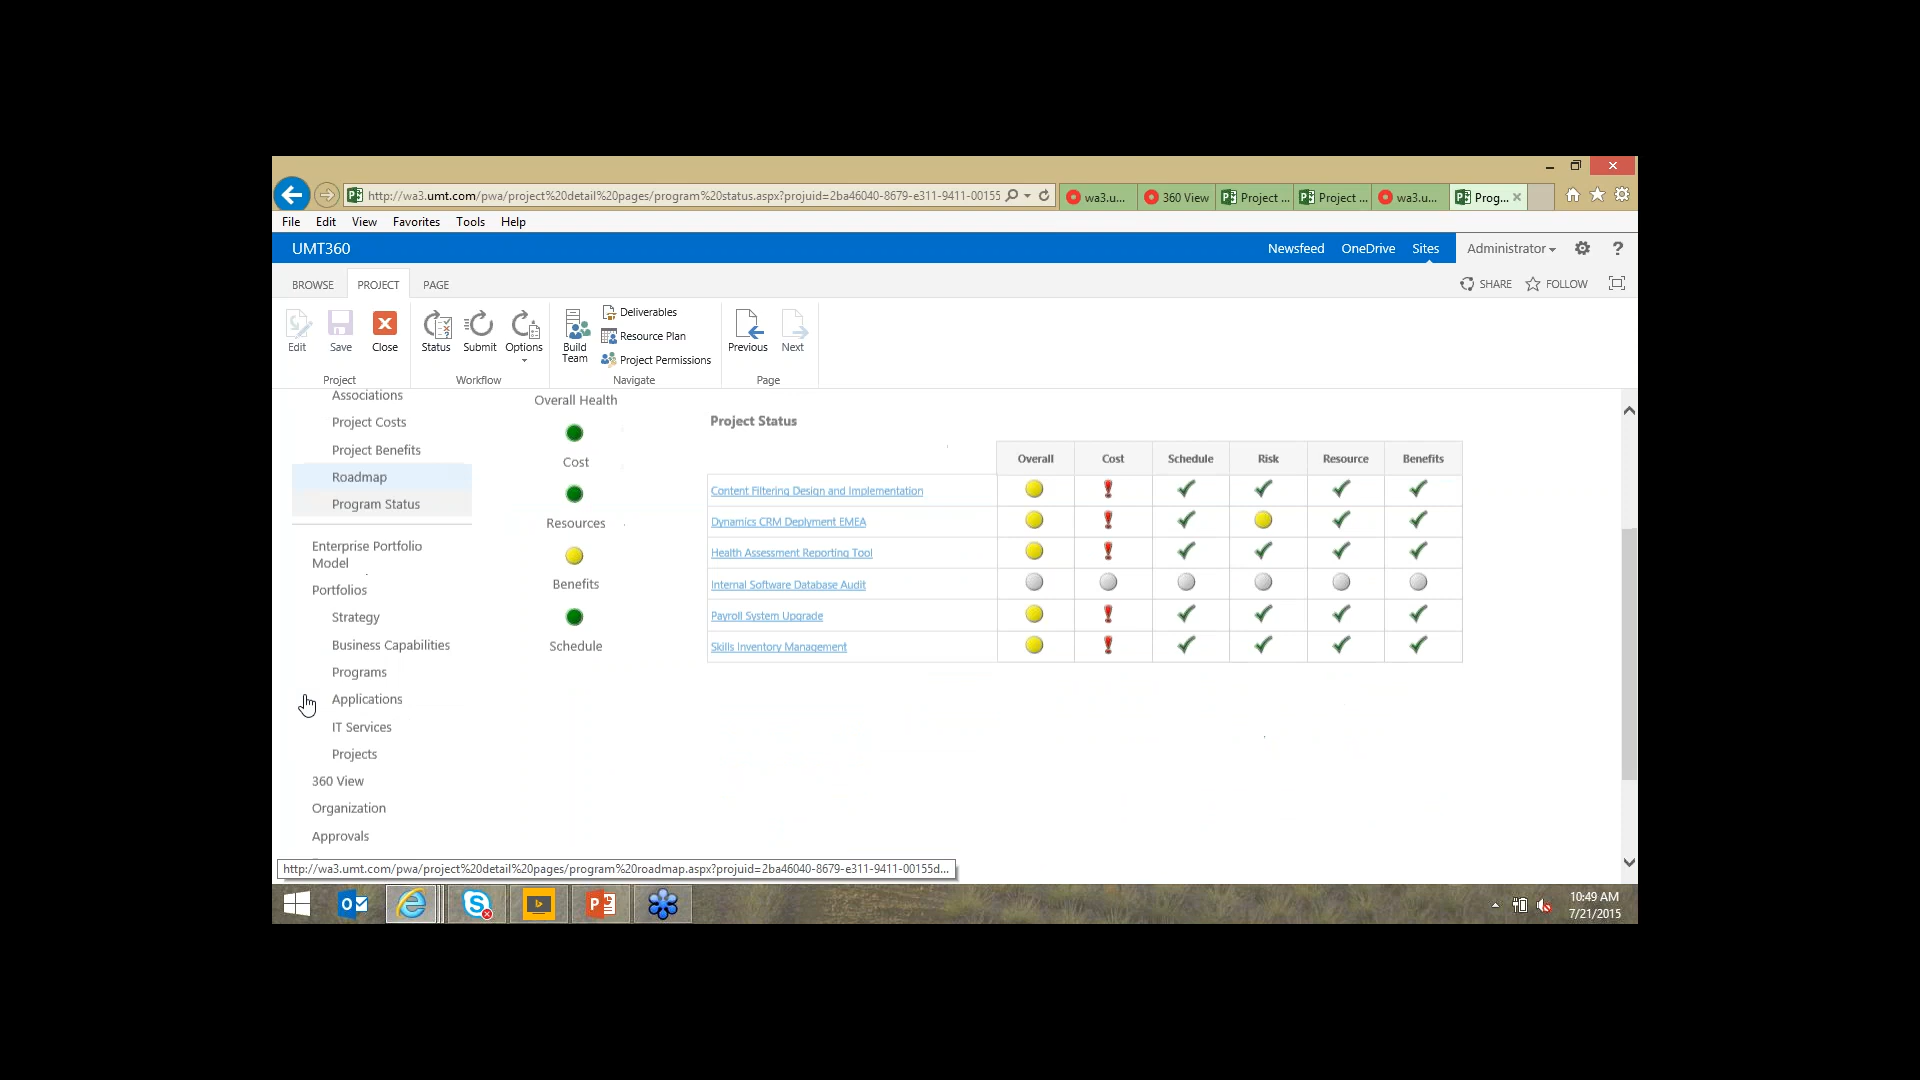 http://wa3.umt.com/pwa/project%20detail%20pages/program%20status.aspx?projuid=2ba46040-8679-e311-9411-00155
wa3.u...
360 View
Project ...
Project ...
wa3.u...
Prog...
File Edit View Favorites Tools Help
UMT360
Newsfeed OneDrive Sites Administrator
BROWSE PROJECT PAGE
SHARE FOLLOW
Edit Save Close
Project
Status Submit Options
Workflow
Build Team
Deliverables
Resource Plan
Project Permissions
Navigate
Previous Next
Page
Associations
Project Costs
Project Benefits
Roadmap
Program Status
Enterprise Portfolio
Model
Portfolios
Strategy
Business Capabilities
Programs
Applications
IT Services
Projects
360 View
Organization
Approvals
Overall Health
Cost
Resources
Benefits
Schedule
Project Status
Overall Cost Schedule Risk Resource Benefits
Content Filtering Design and Implementation
Dynamics CRM Deplyment EMEA
Health Assessment Reporting Tool
Internal Software Database Audit
Payroll System Upgrade
Skills Inventory Management
http://wa3.umt.com/pwa/project%20detail%20pages/program%20roadmap.aspx?projuid=2ba46040-8679-e311-9411-00155d...
10:49 AM
7/21/2015